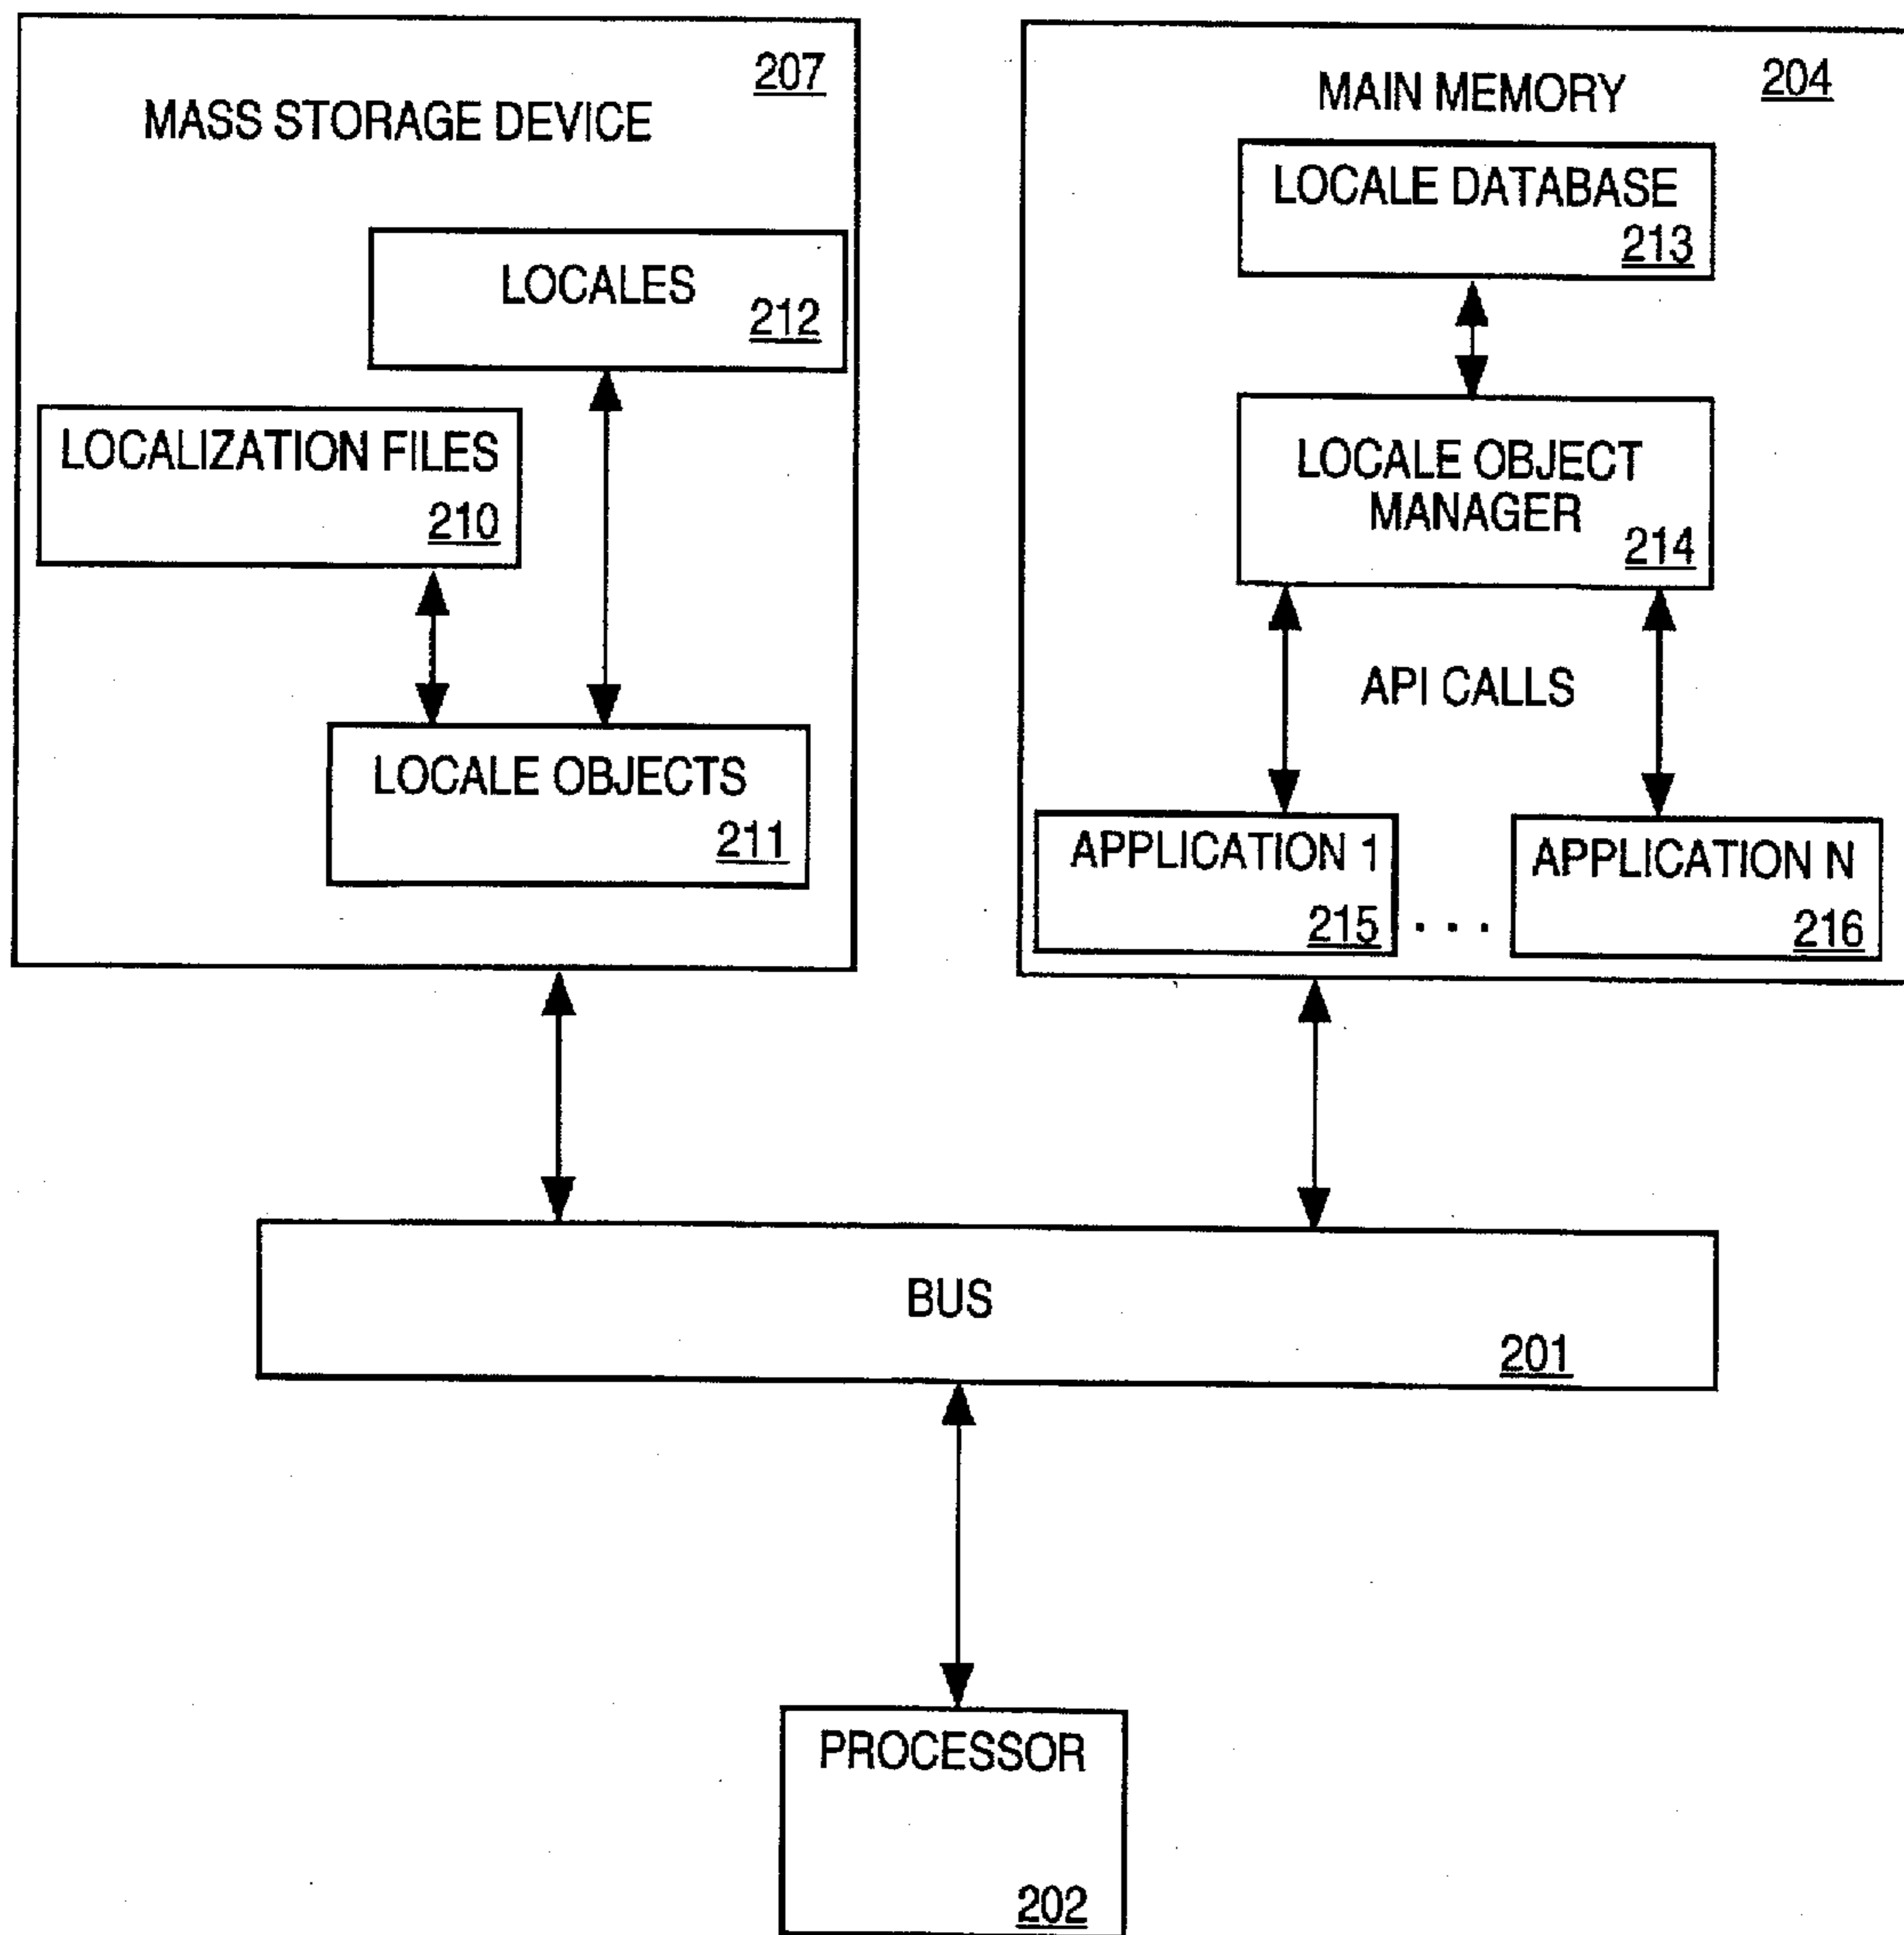 207
MASS STORAGE DEVICE
LOCALES
212
LOCALIZATION FILES
210
LOCALE OBJECTS
211
204
MAIN MEMORY
LOCALE DATABASE
213
LOCALE OBJECT
MANAGER
214
API CALLS
APPLICATION 1
215
. . .
APPLICATION N
216
BUS
201
PROCESSOR
202